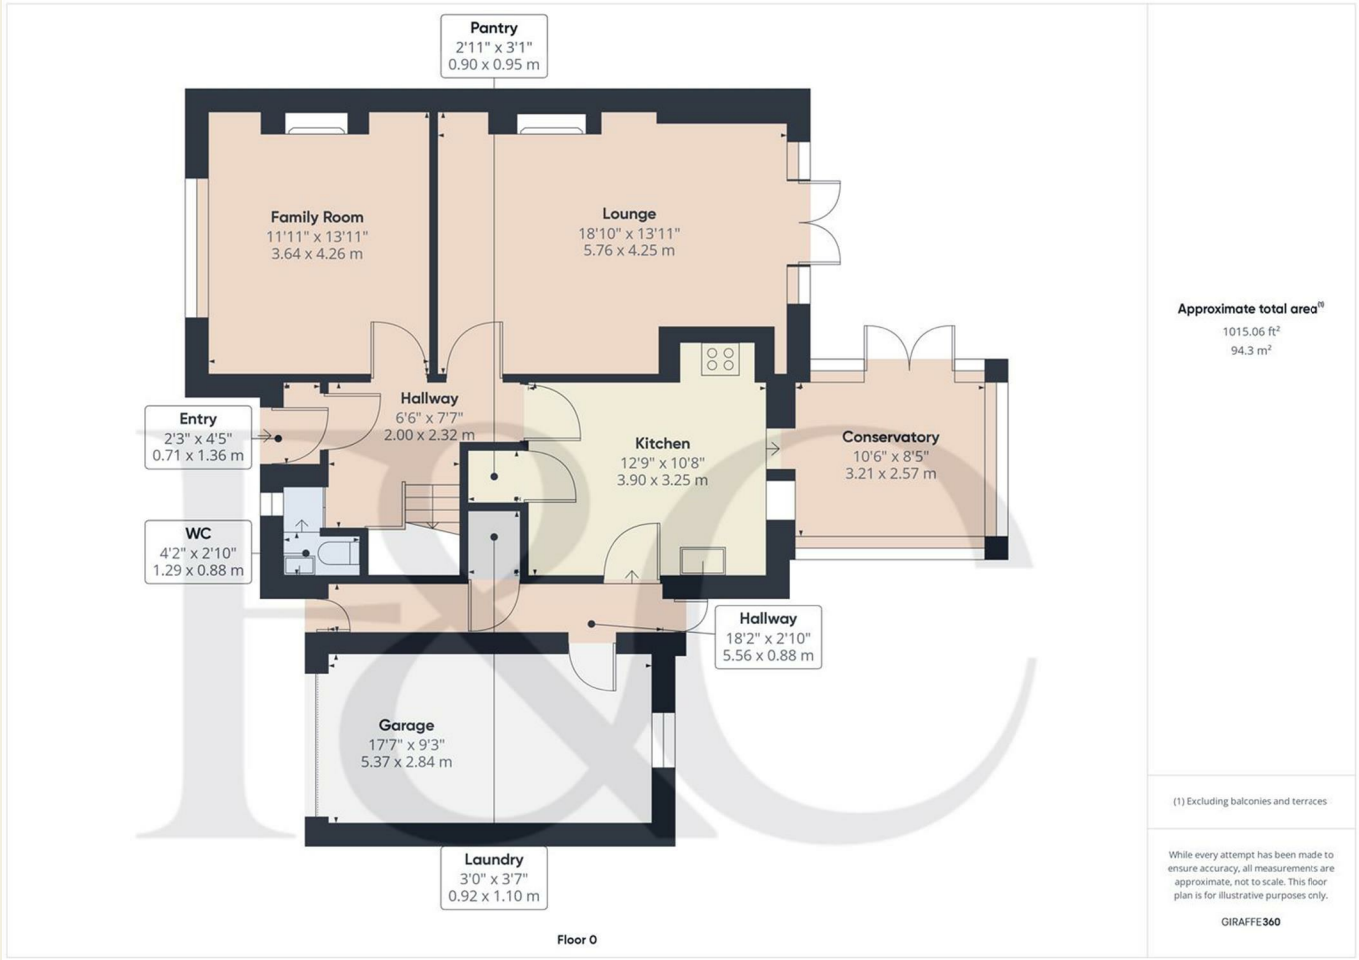 Pantry
2'11" x 3'1"
0.90 x 0.95 m
Family Room
11'11" x 13'11"
3.64 x 4.26 m
Lounge
18'10" x 13'11"
5.76 x 4.25 m
Entry
2'3" x 4'5"
0.71 x 1.36 m
Hallway
6'6" x 7'7"
2.00 x 2.32 m
Kitchen
12'9" x 10'8"
3.90 x 3.25 m
Conservatory
10'6" x 8'5"
3.21 x 2.57 m
WC
4'2" x 2'10"
1.29 x 0.88 m
Hallway
18'2" x 2'10"
5.56 x 0.88 m
Garage
17'7" x 9'3"
5.37 x 2.84 m
Laundry
3'0" x 3'7"
0.92 x 1.10 m
Floor 0
F&C
Approximate total area(1)
1015.06 ft²
94.3 m²
(1) Excluding balconies and terraces
While every attempt has been made to
ensure accuracy, all measurements are
approximate, not to scale. This floor
plan is for illustrative purposes only.
GIRAFFE360